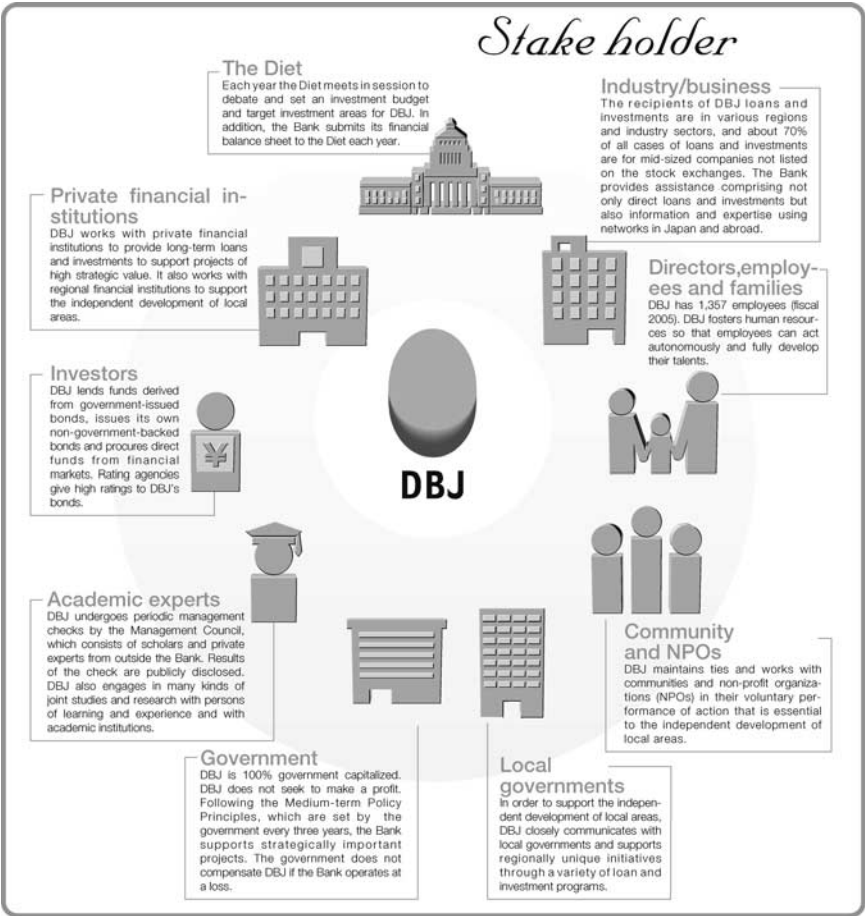 Stake holder
The Diet
Each year the Diet meets in session to
debate and set an investment budget
and target investment areas for DBJ. In
addition, the Bank submits its financial
balance sheet to the Diet each year.
Industry/business
The recipients of DBJ loans and
investments are in various regions
and industry sectors, and about 70%
of all cases of loans and investments
are for mid-sized companies not listed
on the stock exchanges. The Bank
provides assistance comprising not
only direct loans and investments but
also information and expertise using
networks in Japan and abroad.
Private financial in-
stitutions
DBJ works with private financial
institutions to provide long-term loans
and investments to support projects of
high strategic value. It also works with
regional financial institutions to support
the independent development of local
areas.
Directors,employ-
ees and families
DBJ has 1,357 employees (fiscal
2005). DBJ fosters human resour-
ces so that employees can act
autonomously and fully develop
their talents.
Investors
DBJ lends funds derived
from government-issued
bonds, issues its own
non-government-backed
bonds and procures direct
funds from financial
markets. Rating agencies
give high ratings to DBJ's
bonds.
¥
DBJ
Academic experts
DBJ undergoes periodic management
checks by the Management Council,
which consists of scholars and private
experts from outside the Bank. Results
of the check are publicly disclosed.
DBJ also engages in many kinds of
joint studies and research with persons
of learning and experience and with
academic institutions.
Community
and NPOs
DBJ maintains ties and works with
communities and non-profit organiza-
tions (NPOs) in their voluntary per-
formance of action that is essential
to the independent development of
local areas.
Government
DBJ is 100% government capitalized.
DBJ does not seek to make a profit.
Following the Medium-term Policy
Principles, which are set by the
government every three years, the Bank
supports strategically important
projects. The government does not
compensate DBJ if the Bank operates at
a loss.
Local
governments
In order to support the indepen-
dent development of local areas,
DBJ closely communicates with
local governments and supports
regionally unique initiatives
through a variety of loan and
investment programs.